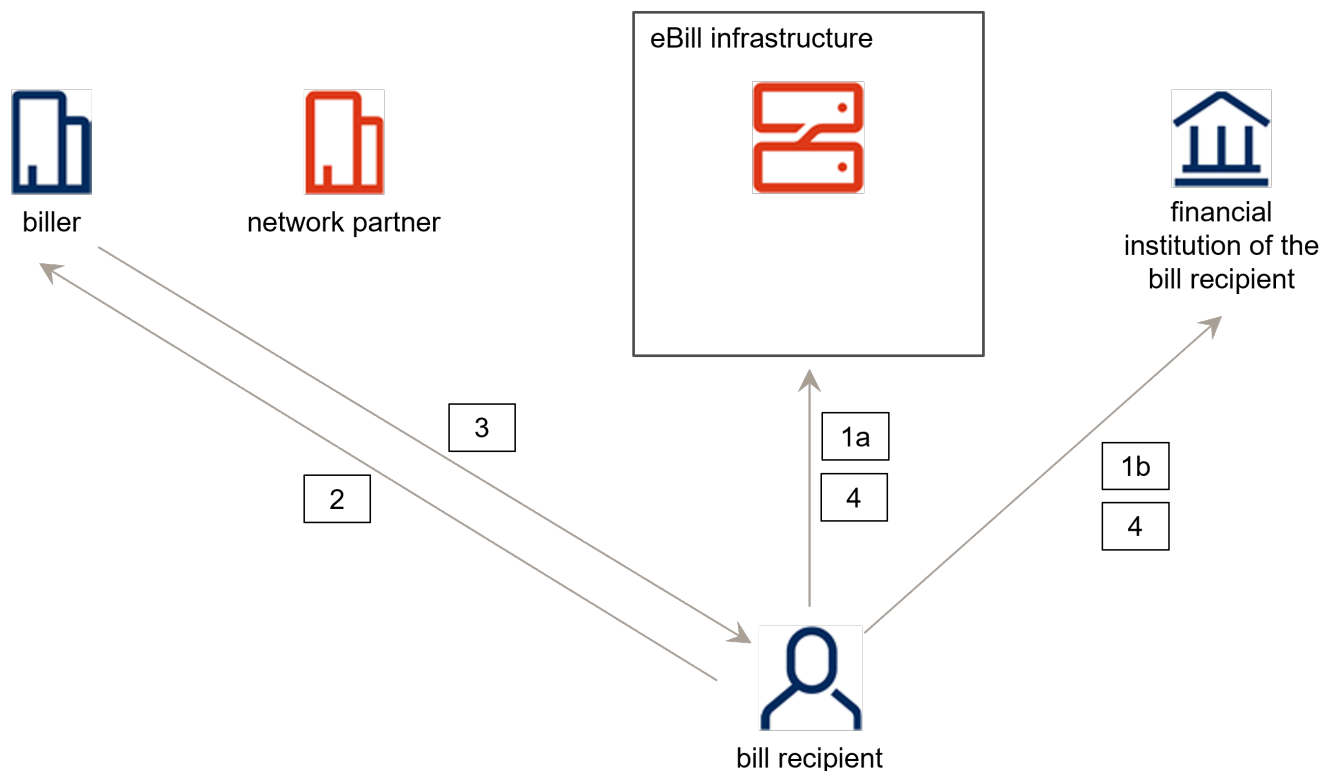 eBill infrastructure
biller
network partner
financial
institution of the
bill recipient
3
2
1a
4
1b
4
bill recipient